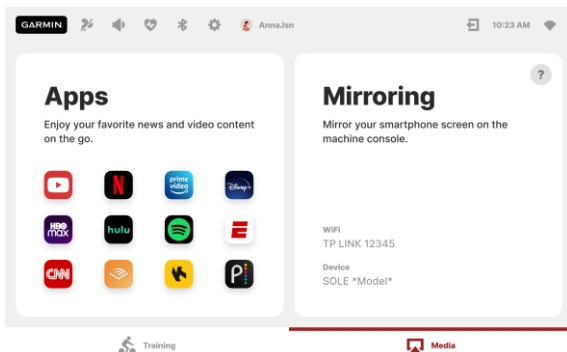 GARMIN.
AnnaJsn
10:23 AM
Apps
Enjoy your favorite news and video content
on the go.
prime
video
Disney+
HBO
max
hulu
E
CNN
P
?
Mirroring
Mirror your smartphone screen on the
machine console.
WiFi
TP LINK 12345
Device
SOLE *Model*
Training
Media